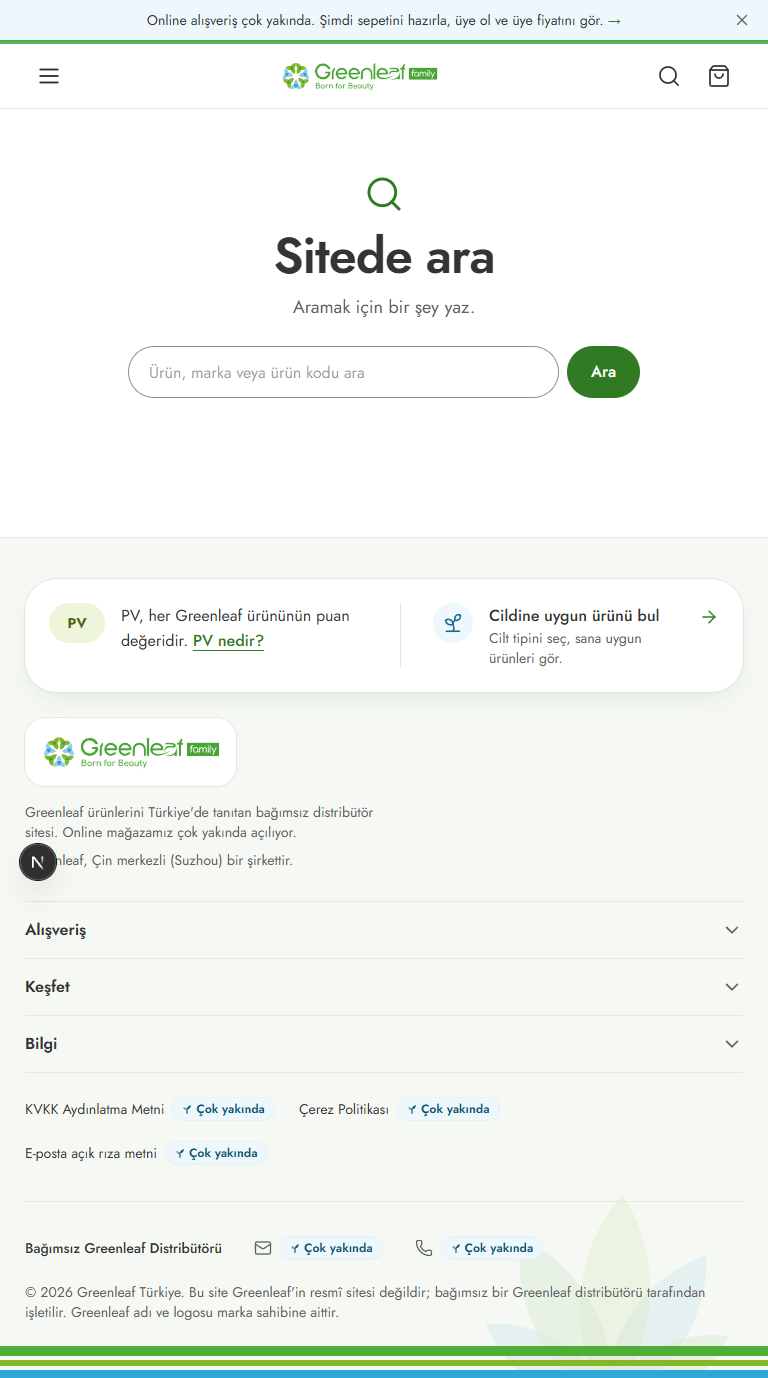 Online alışveriş çok yakında. Şimdi sepetini hazırla, üye ol ve üye fiyatını gör. →
Greenleaf family
Born for Beauty
Sitede ara
Aramak için bir şey yaz.
Ürün, marka veya ürün kodu ara
Ara
PV
PV, her Greenleaf ürününün puan
değeridir. PV nedir?
Cildine uygun ürünü bul
Cilt tipini seç, sana uygun
ürünleri gör.
Greenleaf family
Born for Beauty
Greenleaf ürünlerini Türkiye'de tanıtan bağımsız distribütör
sitesi. Online mağazamız çok yakında açılıyor.
N
nleaf, Çin merkezli (Suzhou) bir şirkettir.
Alışveriş
Keşfet
Bilgi
KVKK Aydınlatma Metni Çok yakında Çerez Politikası Çok yakında
E-posta açık rıza metni Çok yakında
Bağımsız Greenleaf Distribütörü Çok yakında Çok yakında
© 2026 Greenleaf Türkiye. Bu site Greenleaf'in resmî sitesi değildir; bağımsız bir Greenleaf distribütörü tarafından
işletilir. Greenleaf adı ve logosu marka sahibine aittir.